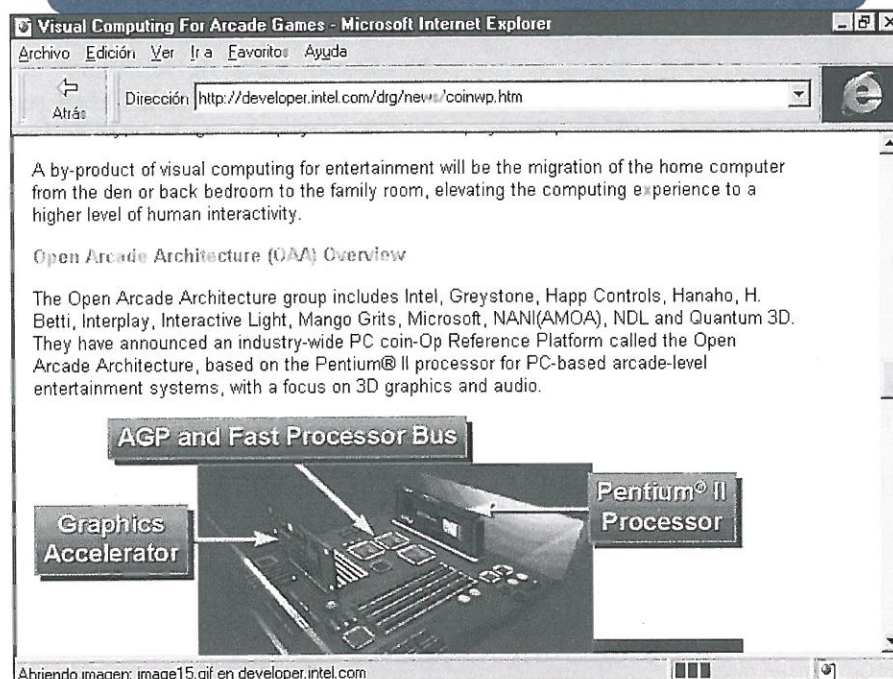 Visual Computing For Arcade Games - Microsoft Internet Explorer
Archivo Edición Ver Ir a Favoritos Ayuda
Atrás
Dirección http://developer.intel.com/drg/news/coinwp.htm
A by-product of visual computing for entertainment will be the migration of the home computer
from the den or back bedroom to the family room, elevating the computing experience to a
higher level of human interactivity.
Open Arcade Architecture (OAA) Overview
The Open Arcade Architecture group includes Intel, Greystone, Happ Controls, Hanaho, H.
Betti, Interplay, Interactive Light, Mango Grits, Microsoft, NANI(AMOA), NDL and Quantum 3D.
They have announced an industry-wide PC coin-Op Reference Platform called the Open
Arcade Architecture, based on the Pentium® II processor for PC-based arcade-level
entertainment systems, with a focus on 3D graphics and audio.
AGP and Fast Processor Bus
Pentium® II
Processor
Graphics
Accelerator
Abriendo imagen: image15.gif en developer.intel.com